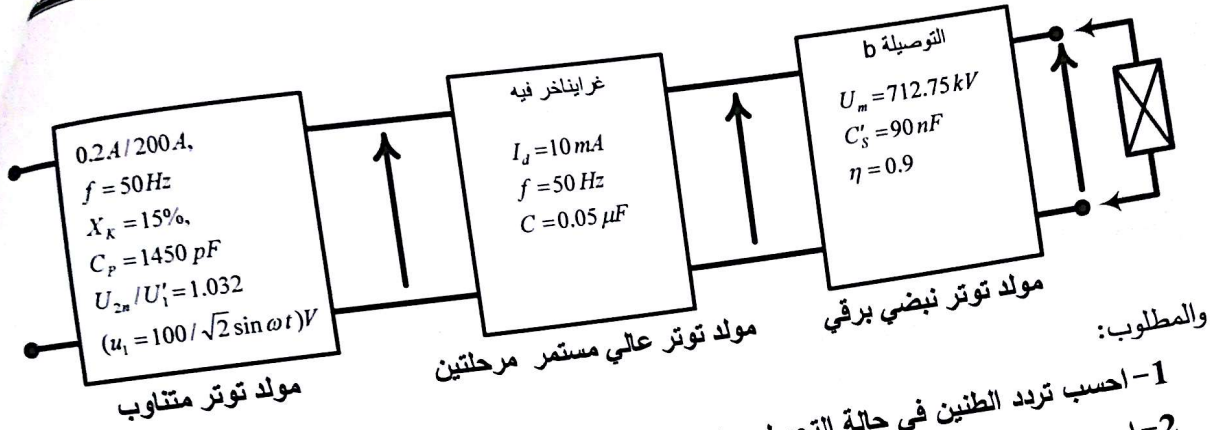 0.2A/200A,
f = 50Hz
X_K = 15%,
C_P = 1450 pF
U_2n/U'_1 = 1.032
(u_1 = 100/√2 sin ωt)V
مولد توتر متناوب
غرايناخر فيه
I_d = 10 mA
f = 50 Hz
C = 0.05 μF
مولد توتر عالي مستمر مرحلتين
التوصيلة b
U_m = 712.75 kV
C'_S = 90 nF
η = 0.9
مولد توتر نبضي برقي
والمطلوب:
1- احسب تردد الطنين في حالة
2-